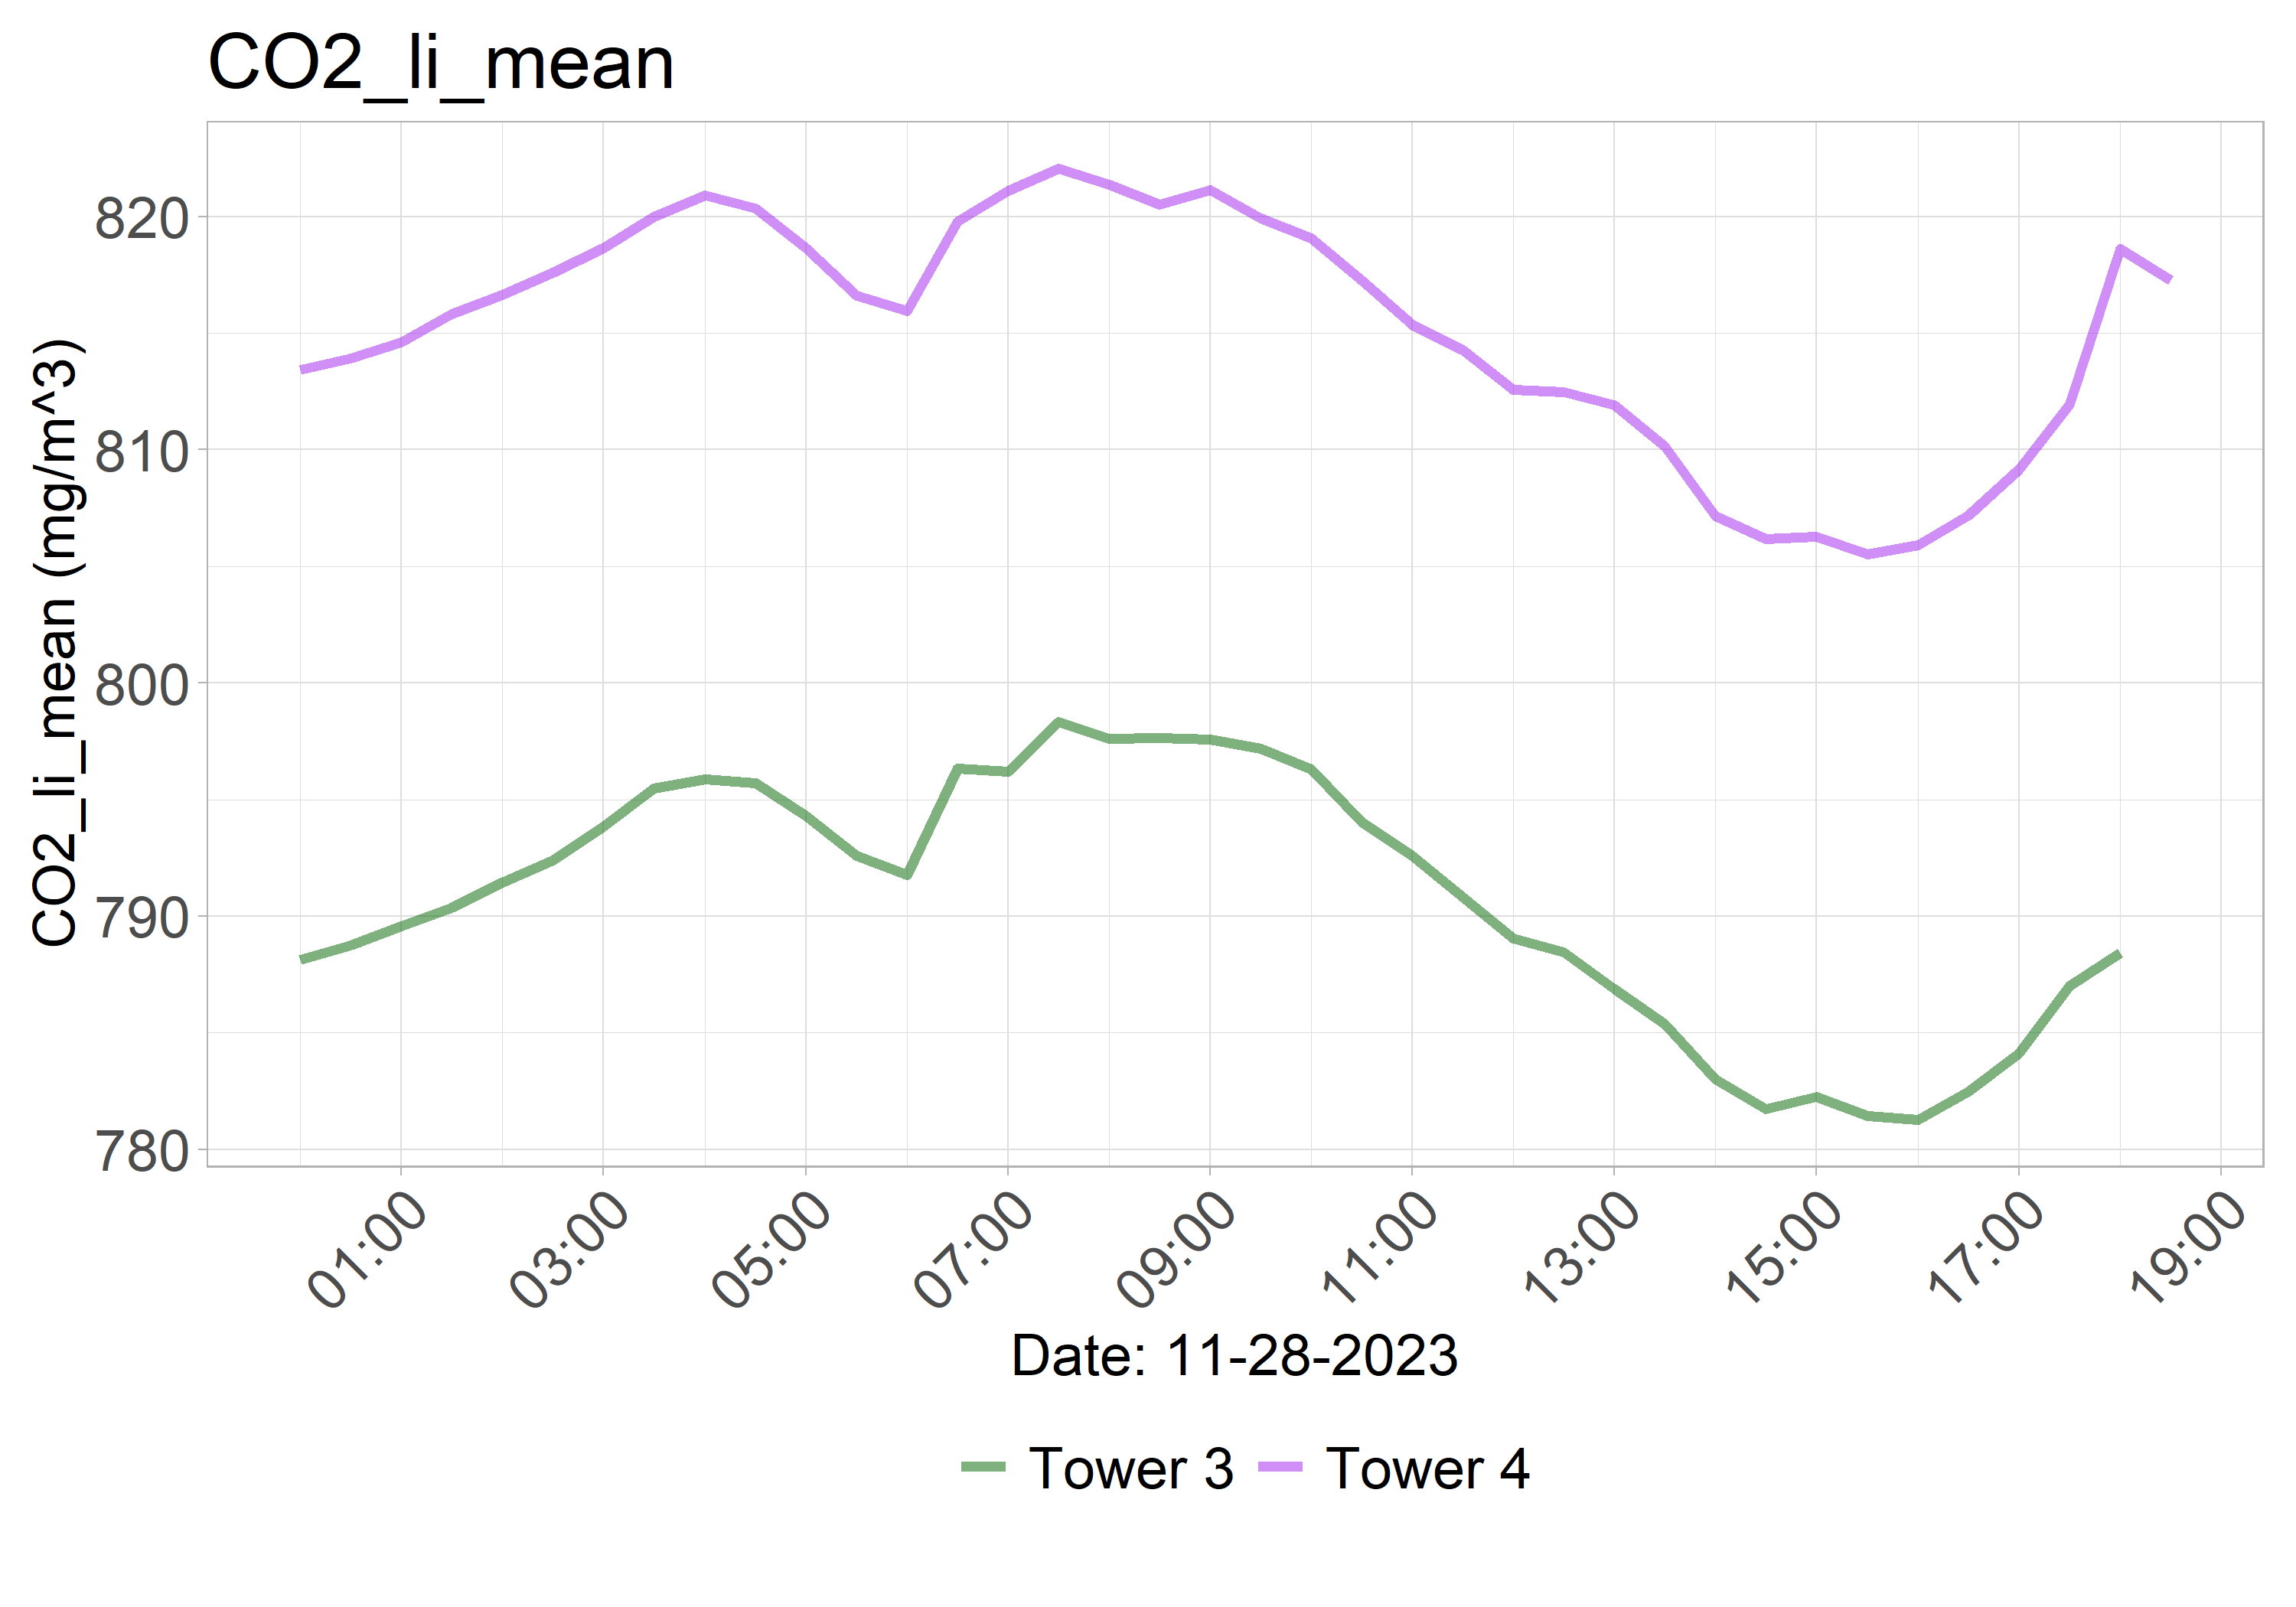 CO2_li_mean
CO2_li_mean (mg/m^3)
820
810
800
790
780
01:00 03:00 05:00 07:00 09:00 11:00 13:00 15:00 17:00 19:00
Date: 11-28-2023
Tower 3 Tower 4